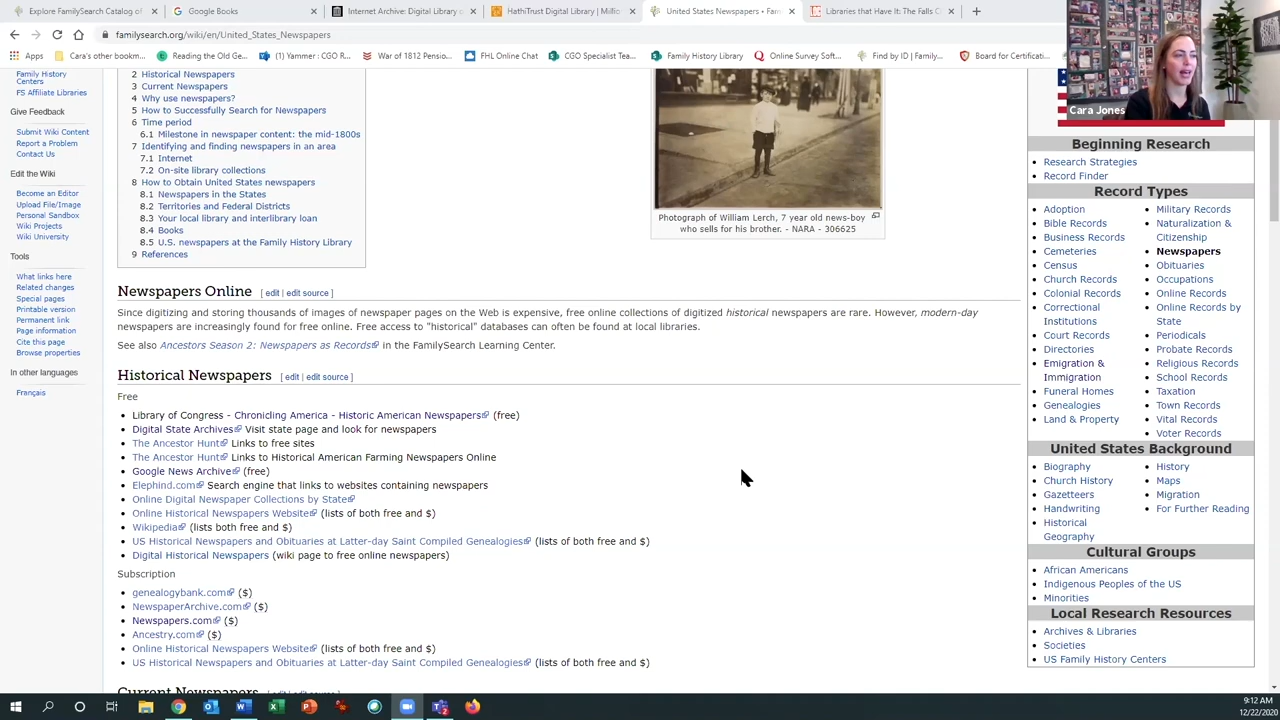 FamilySearch Catalog of
Google Books
Internet Archive: Digital Library o
HathiTrust Digital Library | Millio
United States Newspapers • Fam
Libraries that Have It: The Falls C
familysearch.org/wiki/en/United_States_Newspapers
Apps
Cara's other bookm...
Reading the Old Ge...
(1) Yammer : CGO R...
War of 1812 Pensio...
FHL Online Chat
CGO Specialist Tea...
Family History Library
Online Survey Soft...
Find by ID | Family...
Board for Certificati...
Cara Jones
Family History
Centers
FS Affiliate Libraries
Give Feedback
Submit Wiki Content
Report a Problem
Contact Us
Edit the Wiki
Become an Editor
Upload File/Image
Personal Sandbox
Wiki Projects
Wiki University
Tools
What links here
Related changes
Special pages
Printable version
Permanent link
Page information
Cite this page
Browse properties
In other languages
Français
2 Historical Newspapers
3 Current Newspapers
4 Why use newspapers?
5 How to Successfully Search for Newspapers
6 Time period
6.1 Milestone in newspaper content: the mid-1800s
7 Identifying and finding newspapers in an area
7.1 Internet
7.2 On-site library collections
8 How to Obtain United States newspapers
8.1 Newspapers in the States
8.2 Territories and Federal Districts
8.3 Your local library and interlibrary loan
8.4 Books
8.5 U.S. newspapers at the Family History Library
9 References
Photograph of William Lerch, 7 year old news-boy
who sells for his brother. - NARA - 306625
Newspapers Online [ edit | edit source ]
Since digitizing and storing thousands of images of newspaper pages on the Web is expensive, free online collections of digitized historical newspapers are rare. However, modern-day
newspapers are increasingly found for free online. Free access to "historical" databases can often be found at local libraries.
See also Ancestors Season 2: Newspapers as Records in the FamilySearch Learning Center.
Historical Newspapers [ edit | edit source ]
Free
• Library of Congress - Chronicling America - Historic American Newspapers (free)
• Digital State Archives Visit state page and look for newspapers
• The Ancestor Hunt Links to free sites
• The Ancestor Hunt Links to Historical American Farming Newspapers Online
• Google News Archive (free)
• Elephind.com Search engine that links to websites containing newspapers
• Online Digital Newspaper Collections by State
• Online Historical Newspapers Website (lists of both free and $)
• Wikipedia (lists both free and $)
• US Historical Newspapers and Obituaries at Latter-day Saint Compiled Genealogies (lists of both free and $)
• Digital Historical Newspapers (wiki page to free online newspapers)
Subscription
• genealogybank.com ($)
• NewspaperArchive.com ($)
• Newspapers.com ($)
• Ancestry.com ($)
• Online Historical Newspapers Website (lists of both free and $)
• US Historical Newspapers and Obituaries at Latter-day Saint Compiled Genealogies (lists of both free and $)
Current Newspapers [ edit | edit source ]
Beginning Research
• Research Strategies
• Record Finder
Record Types
• Adoption
• Bible Records
• Business Records
• Cemeteries
• Census
• Church Records
• Colonial Records
• Correctional
Institutions
• Court Records
• Directories
• Emigration &
Immigration
• Funeral Homes
• Genealogies
• Land & Property
• Military Records
• Naturalization &
Citizenship
• Newspapers
• Obituaries
• Occupations
• Online Records
• Online Records by
State
• Periodicals
• Probate Records
• Religious Records
• School Records
• Taxation
• Town Records
• Vital Records
• Voter Records
United States Background
• Biography
• Church History
• Gazetteers
• Handwriting
• Historical
Geography
• History
• Maps
• Migration
• For Further Reading
Cultural Groups
• African Americans
• Indigenous Peoples of the US
• Minorities
Local Research Resources
• Archives & Libraries
• Societies
• US Family History Centers
9:12 AM
12/22/2020